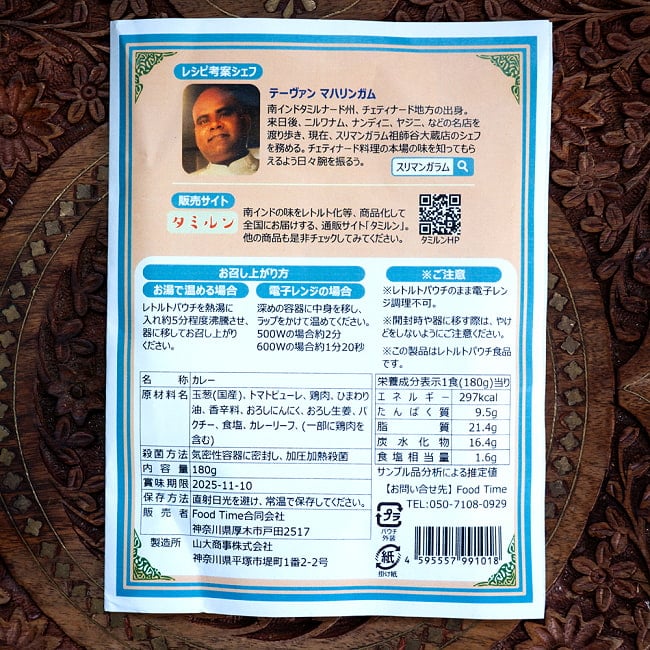 レシピ考案シェフ
テーヴァン マハリンガム
南インドタミルナード州、チェティナード地方の出身。
来日後、ニルワナム、ナンディニ、ヤジニ、などの名店を
渡り歩き、現在、スリマンガラム祖師谷大蔵店のシェフ
を務める。チェティナード料理の本場の味を知ってもら
えるよう日々腕を振るう。
スリマンガラム
販売サイト
タミルン
南インドの味をレトルト化等、商品化して
全国にお届けする、通販サイト「タミルン」。
他の商品も是非チェックしてみてください。
タミルンHP
お召し上がり方
お湯で温める場合
レトルトパウチを熱湯に
入れ約5分程度沸騰させ、
器に移してお召し上がり
ください。
電子レンジの場合
深めの容器に中身を移し、
ラップをかけて温めてください。
500Wの場合約2分
600Wの場合約1分20秒
※ご注意
※レトルトパウチのまま電子レン
ジ調理不可。
※開封時や器に移す際は、やけ
どをしないようにご注意ください。
※この製品はレトルトパウチ食品
です。
名 称 カレー
原材料名 玉葱(国産)、トマトピューレ、鶏肉、ひまわり
油、香辛料、おろしにんにく、おろし生姜、パ
クチー、食塩、カレーリーフ、(一部に鶏肉を
含む)
殺菌方法 気密性容器に密封し、加圧加熱殺菌
内 容 量 180g
賞味期限 2025-11-10
保存方法 直射日光を避け、常温で保存してください。
販 売 者 Food Time合同会社
神奈川県厚木市戸田2517
製造所 山大商事株式会社
神奈川県平塚市堤町1番2-2号
栄養成分表示1食(180g)当り
エネルギー 297kcal
たんぱく質 9.5g
脂 質 21.4g
炭水化物 16.4g
食塩相当量 1.6g
サンプル品分析による推定値
【お問い合せ先】Food Time
TEL:050-7108-0929
プラ
パウチ
外装
紙
掛け紙
4 595557 991018